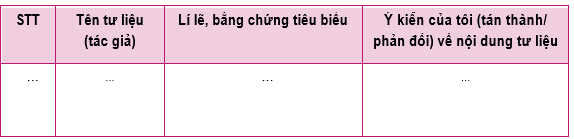 STT
Tên tư liệu
(tác giả)
Lí lẽ, bằng chứng tiêu biểu
Ý kiến của tôi (tán thành/
phản đối) về nội dung tư liệu
...
...
...
...